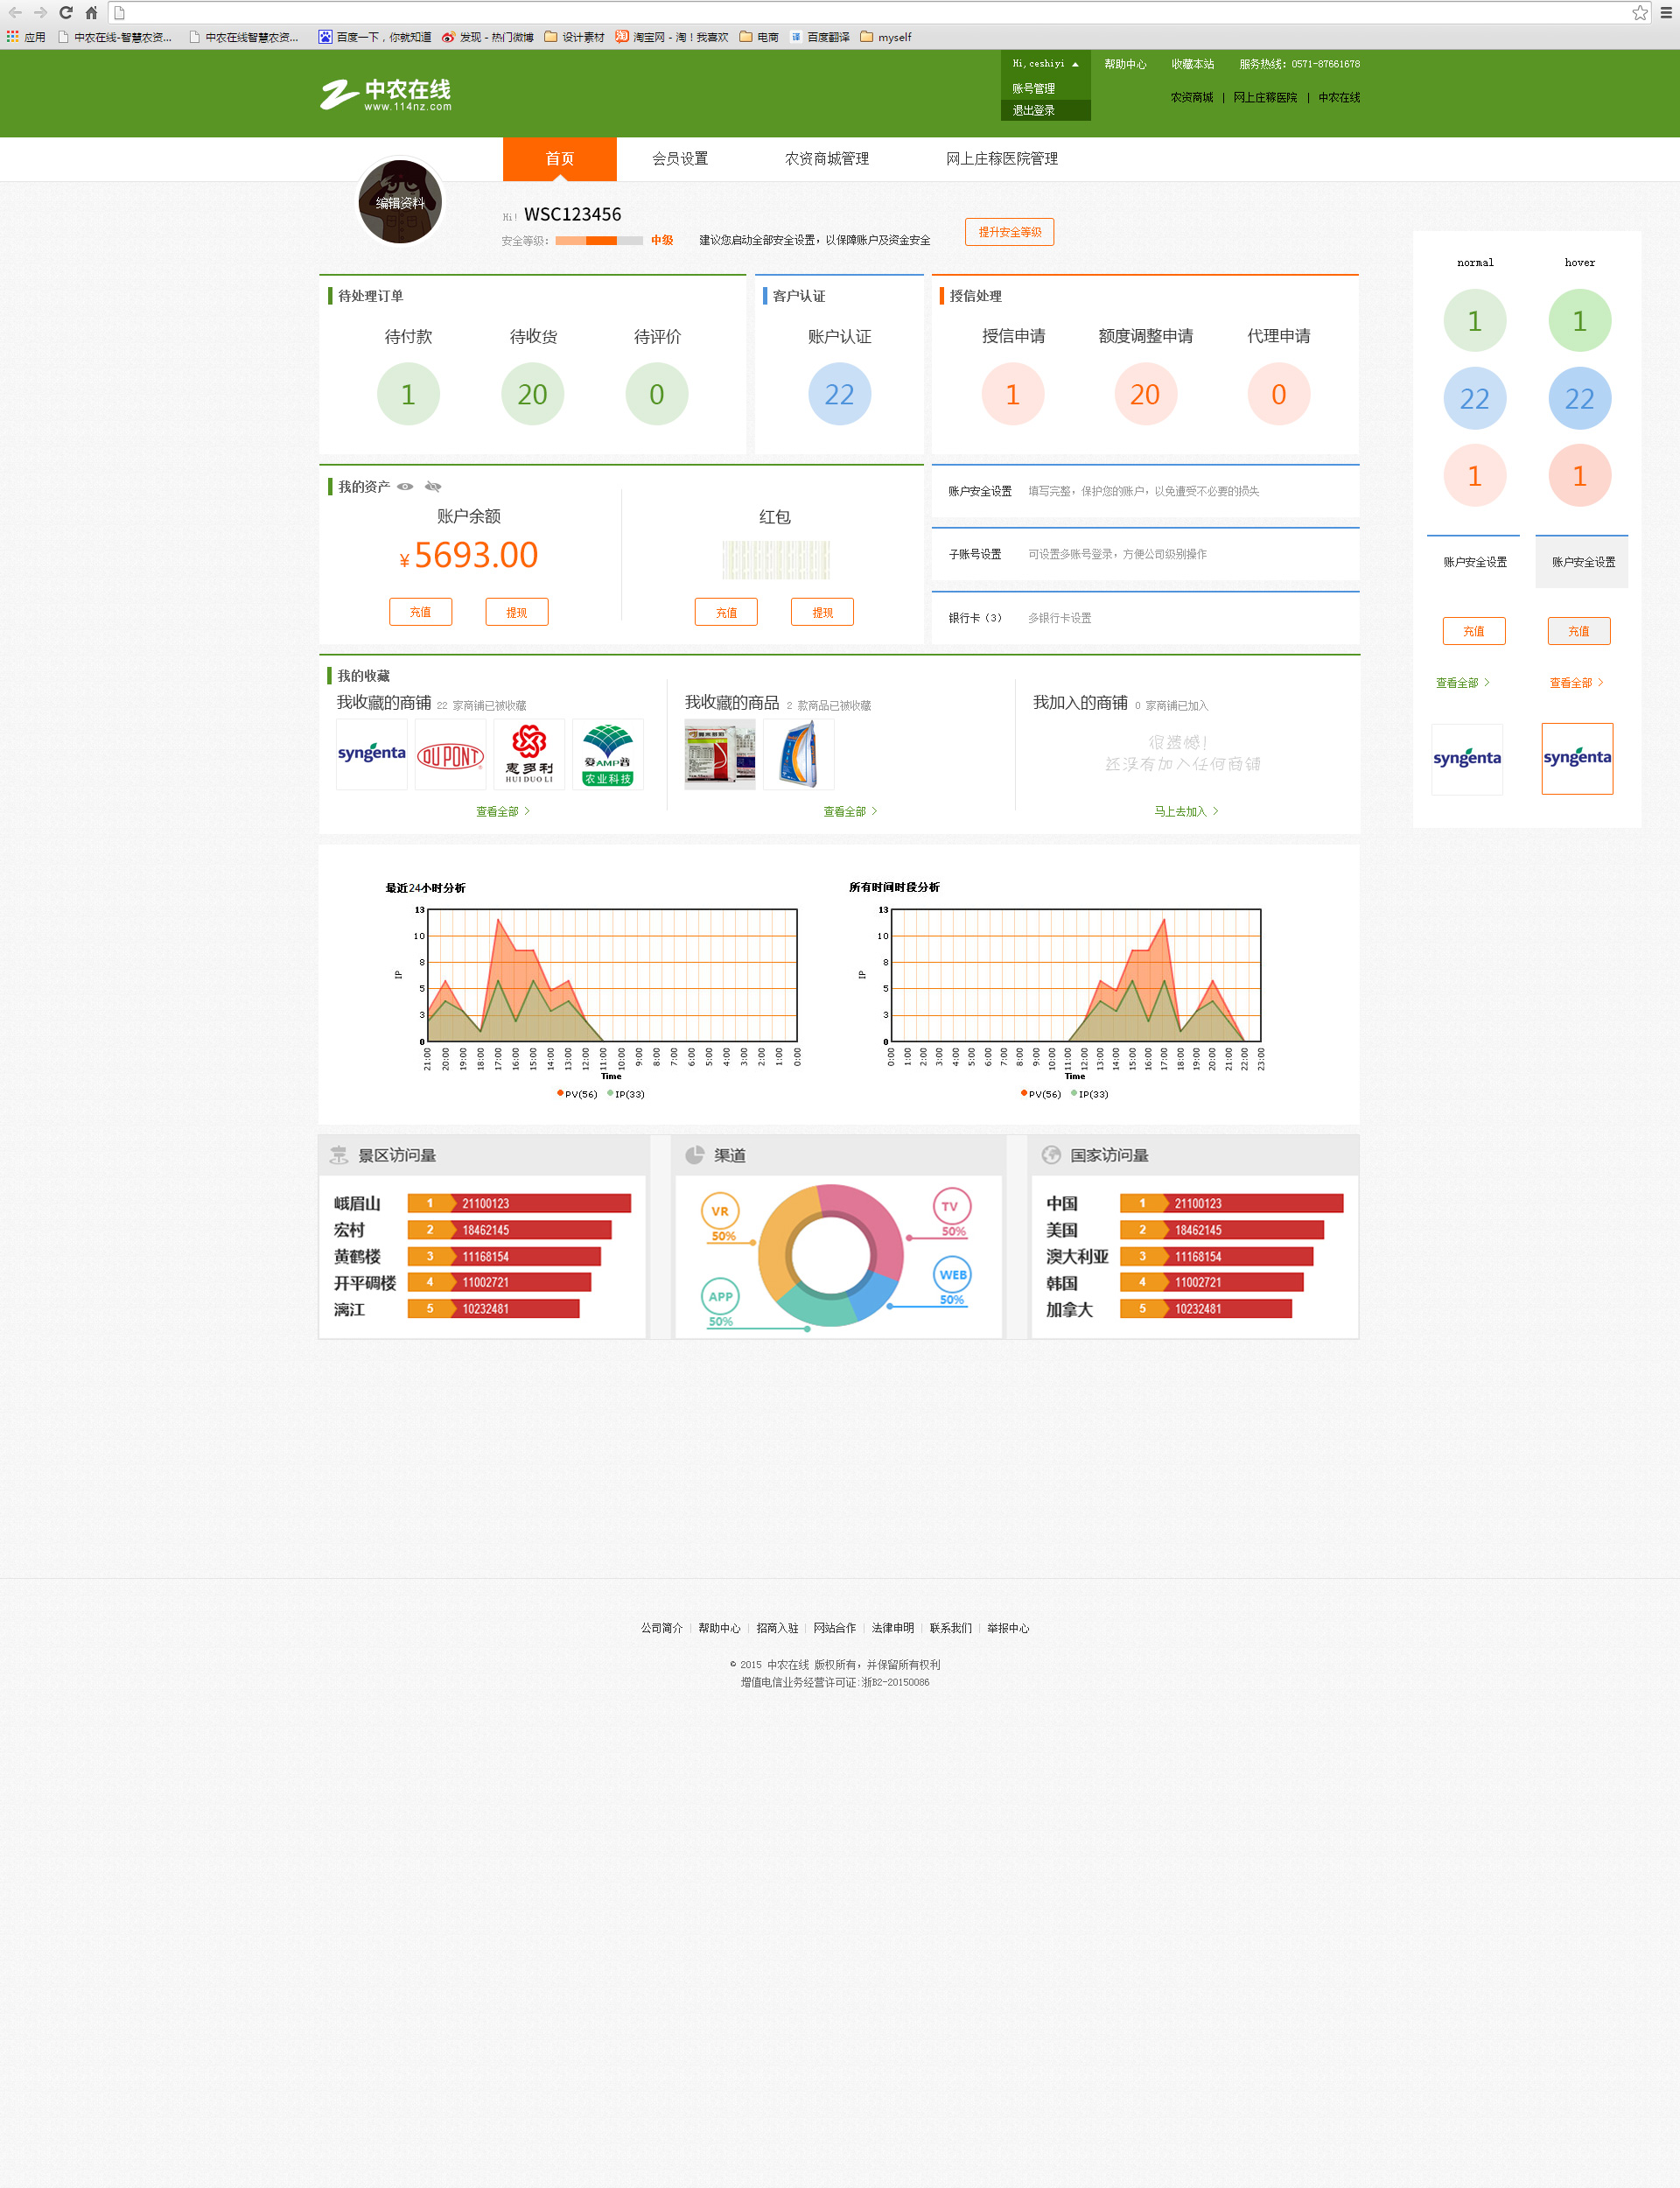 应用 中农在线-智慧农资... 中农在线智慧农资... 百度一下，你就知道 发现 - 热门微博 设计素材 淘宝网 - 淘！我喜欢 电商 百度翻译 myself
中农在线
www.114nz.com
Hi,ceshiyi 帮助中心 收藏本站 服务热线：0571-87661678
账号管理
退出登录
农资商城 | 网上庄稼医院 | 中农在线
首页 会员设置 农资商城管理 网上庄稼医院管理
编辑资料
Hi! WSC123456
安全等级: 中级 建议您启动全部安全设置，以保障账户及资金安全
提升安全等级
待处理订单
待付款 待收货 待评价
1 20 0
客户认证
账户认证
22
授信处理
授信申请 额度调整申请 代理申请
1 20 0
我的资产
账户余额
¥5693.00
充值 提现
红包
充值 提现
账户安全设置 填写完整，保护您的账户，以免遭受不必要的损失
子账号设置 可设置多账号登录，方便公司级别操作
银行卡（3） 多银行卡设置
我的收藏
我收藏的商铺 22 家商铺已被收藏
syngenta
DU PONT
惠多利
HUI DUO LI
爱AMP普
农业科技
查看全部 >
我收藏的商品 2 款商品已被收藏
查看全部 >
我加入的商铺 0 家商铺已加入
很遗憾！
还没有加入任何商铺
马上去加入 >
normal hover
1 1
22 22
1 1
账户安全设置 账户安全设置
充值 充值
查看全部 > 查看全部 >
syngenta syngenta
最近24小时分析
13
10
8
5
3
0
IP
21:00 20:00 19:00 18:00 17:00 16:00 15:00 14:00 13:00 12:00 11:00 10:00 9:00 8:00 7:00 6:00 5:00 4:00 3:00 2:00 1:00 0:00
Time
PV(56) IP(33)
所有时间时段分析
13
10
8
5
3
0
IP
0:00 1:00 2:00 3:00 4:00 5:00 6:00 7:00 8:00 9:00 10:00 11:00 12:00 13:00 14:00 15:00 16:00 17:00 18:00 19:00 20:00 21:00 22:00 23:00
Time
PV(56) IP(33)
景区访问量
峨眉山 1 21100123
宏村 2 18462145
黄鹤楼 3 11168154
开平碉楼 4 11002721
漓江 5 10232481
渠道
VR
50%
TV
50%
APP
50%
WEB
50%
国家访问量
中国 1 21100123
美国 2 18462145
澳大利亚 3 11168154
韩国 4 11002721
加拿大 5 10232481
公司简介 | 帮助中心 | 招商入驻 | 网站合作 | 法律申明 | 联系我们 | 举报中心
© 2015 中农在线 版权所有，并保留所有权利
增值电信业务经营许可证:浙B2-20150086